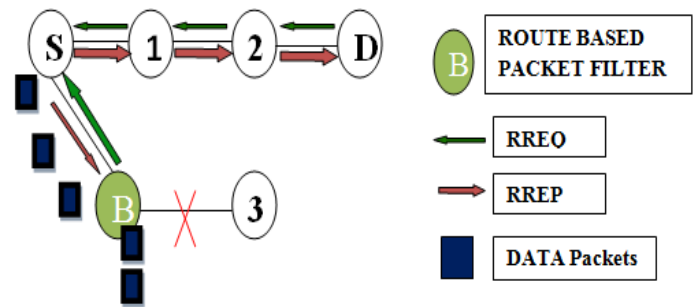 S 1 2 D
B 3
B ROUTE BASED
PACKET FILTER
RREQ
RREP
DATA Packets